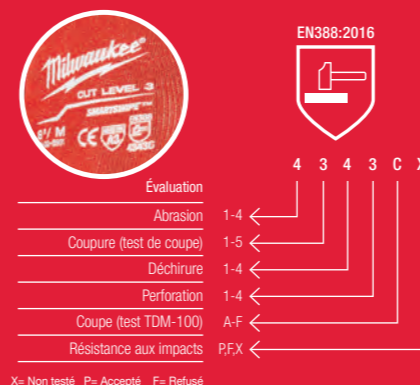 Milwaukee®
CUT LEVEL 3
SMARTSWIPE™
8"/ M
CE
4343C
EN388:2016
4 3 4 3 C X
Évaluation
Abrasion 1-4
Coupure (test de coupe) 1-5
Déchirure 1-4
Perforation 1-4
Coupe (test TDM-100) A-F
Résistance aux impacts P,F,X
X= Non testé P= Accepté F= Refusé